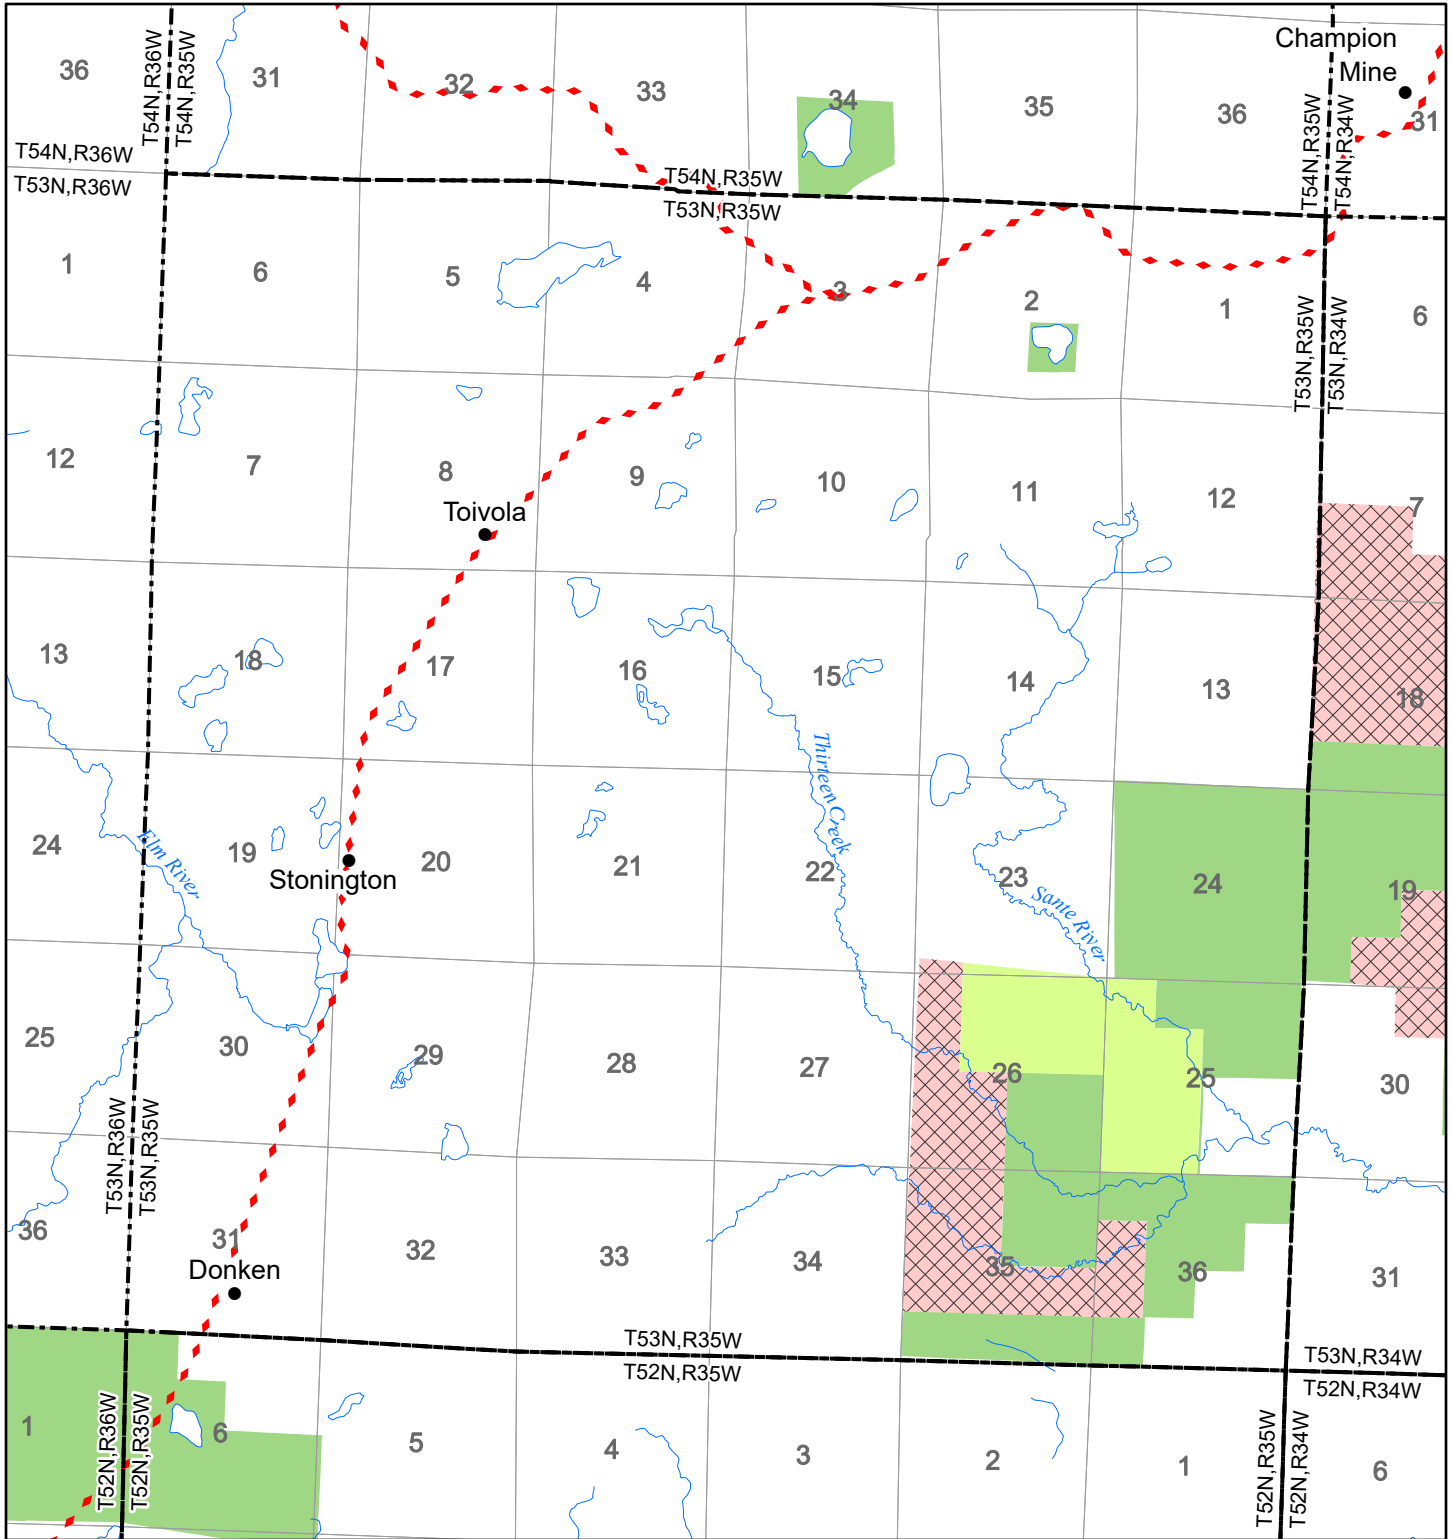 Champion
Mine
36
31
32
33
34
35
36
31
T54N,R36W
T54N,R35W
T54N,R35W
T54N,R34W
T54N,R36W
T53N,R36W
T54N,R35W
T53N,R35W
1
6
5
4
3
2
1
6
T53N,R35W
T53N,R34W
12
7
8
9
10
11
12
7
Toivola
13
18
17
16
15
14
13
18
Thirteen Creek
24
Elm River
19
20
21
22
23
24
19
Stonington
Sante River
25
30
29
28
27
26
25
30
T53N,R36W
T53N,R35W
36
31
32
33
34
35
36
31
Donken
T53N,R35W
T52N,R35W
T53N,R34W
T52N,R34W
T52N,R36W
T52N,R35W
T52N,R35W
T52N,R34W
1
6
5
4
3
2
1
6